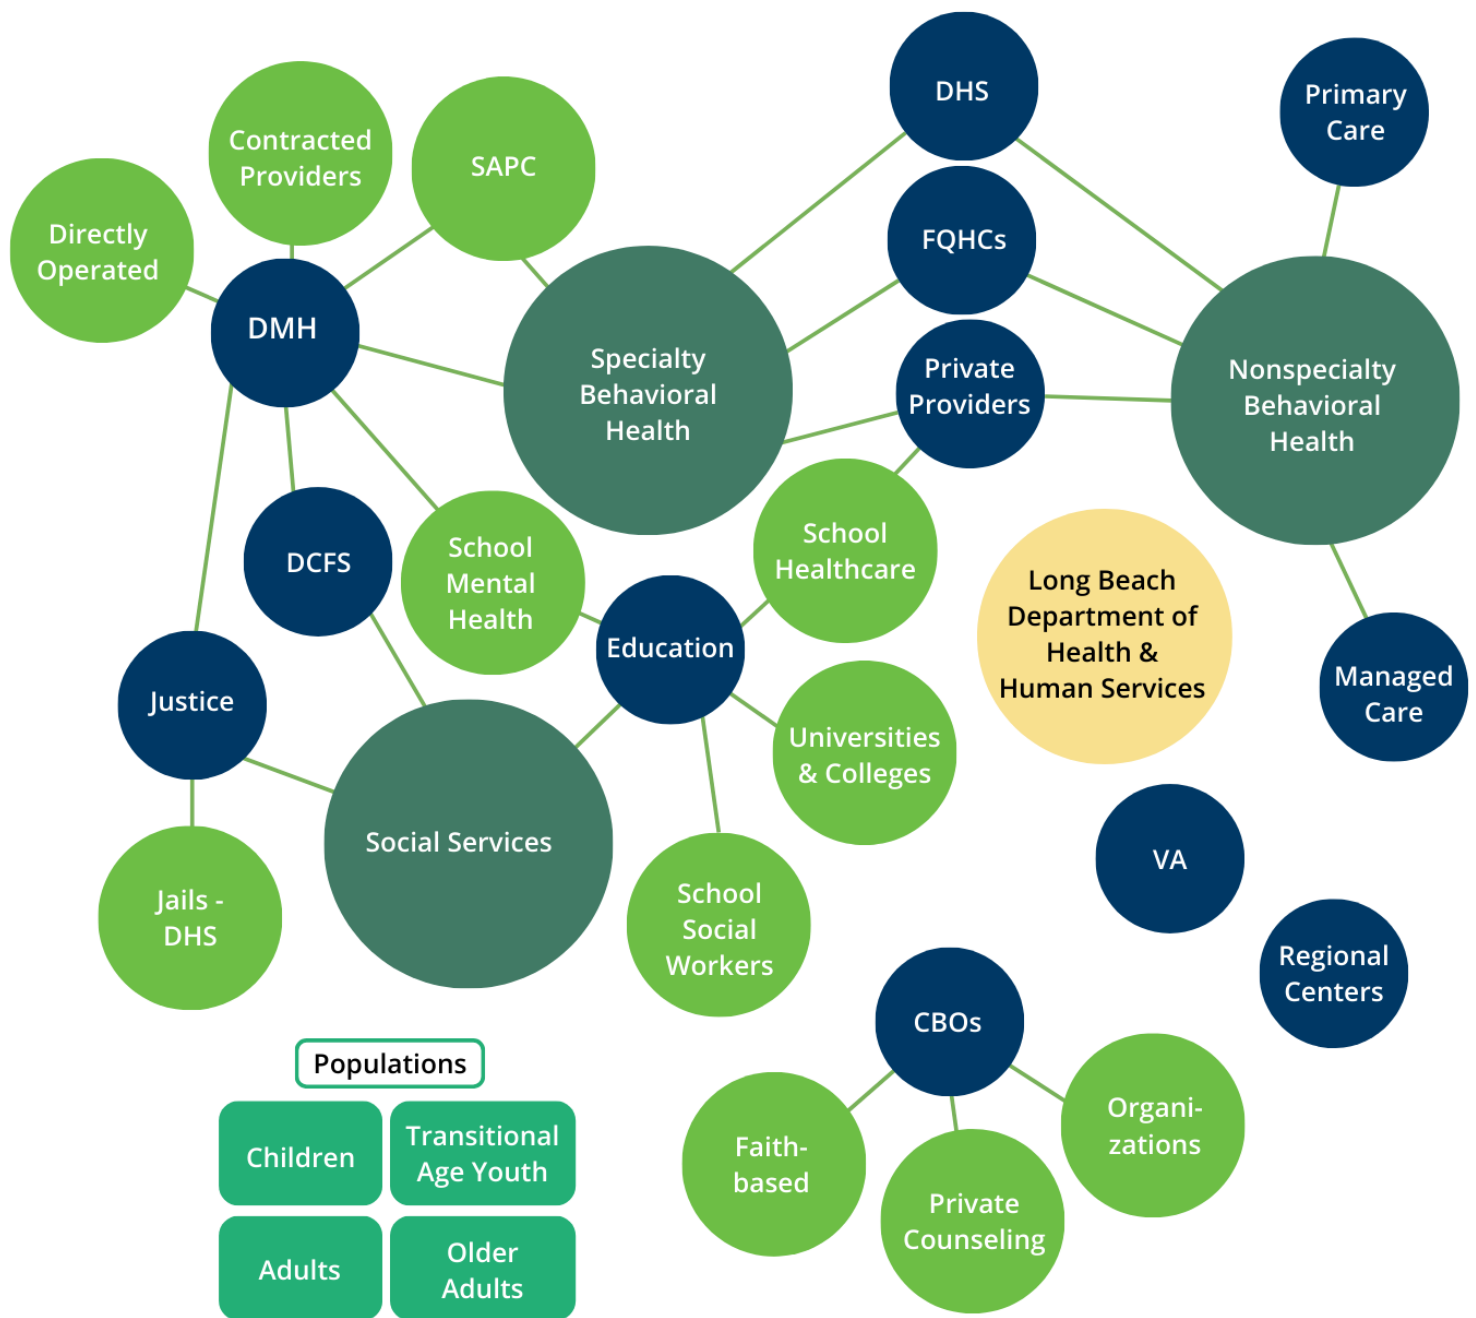 DHS
Primary
Care
Contracted
Providers
SAPC
Directly
Operated
FQHCs
DMH
Specialty
Behavioral
Health
Private
Providers
Nonspecialty
Behavioral
Health
DCFS
School
Mental
Health
School
Healthcare
Education
Long Beach
Department of
Health &
Human Services
Justice
Managed
Care
Universities
& Colleges
Social Services
VA
Jails -
DHS
School
Social
Workers
Regional
Centers
CBOs
Populations
Children
Transitional
Age Youth
Adults
Older
Adults
Faith-
based
Private
Counseling
Organi-
zations